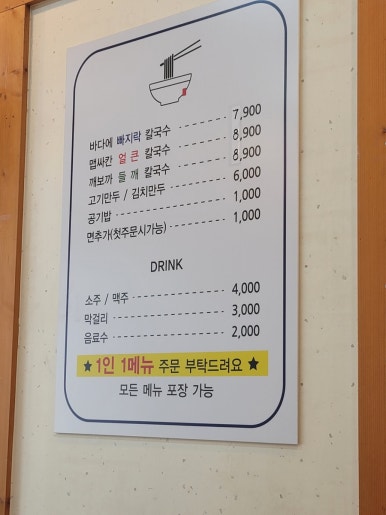 바다에 빠지락 칼국수 7,900
맵싸칸 얼큰 칼국수 8,900
깨보까 들깨 칼국수 8,900
고기만두 / 김치만두 6,000
공기밥 1,000
면추가(첫주문시가능) 1,000
DRINK
소주 / 맥주 4,000
막걸리 3,000
음료수 2,000
★ 1인 1메뉴 주문 부탁드려요 ★
모든 메뉴 포장 가능